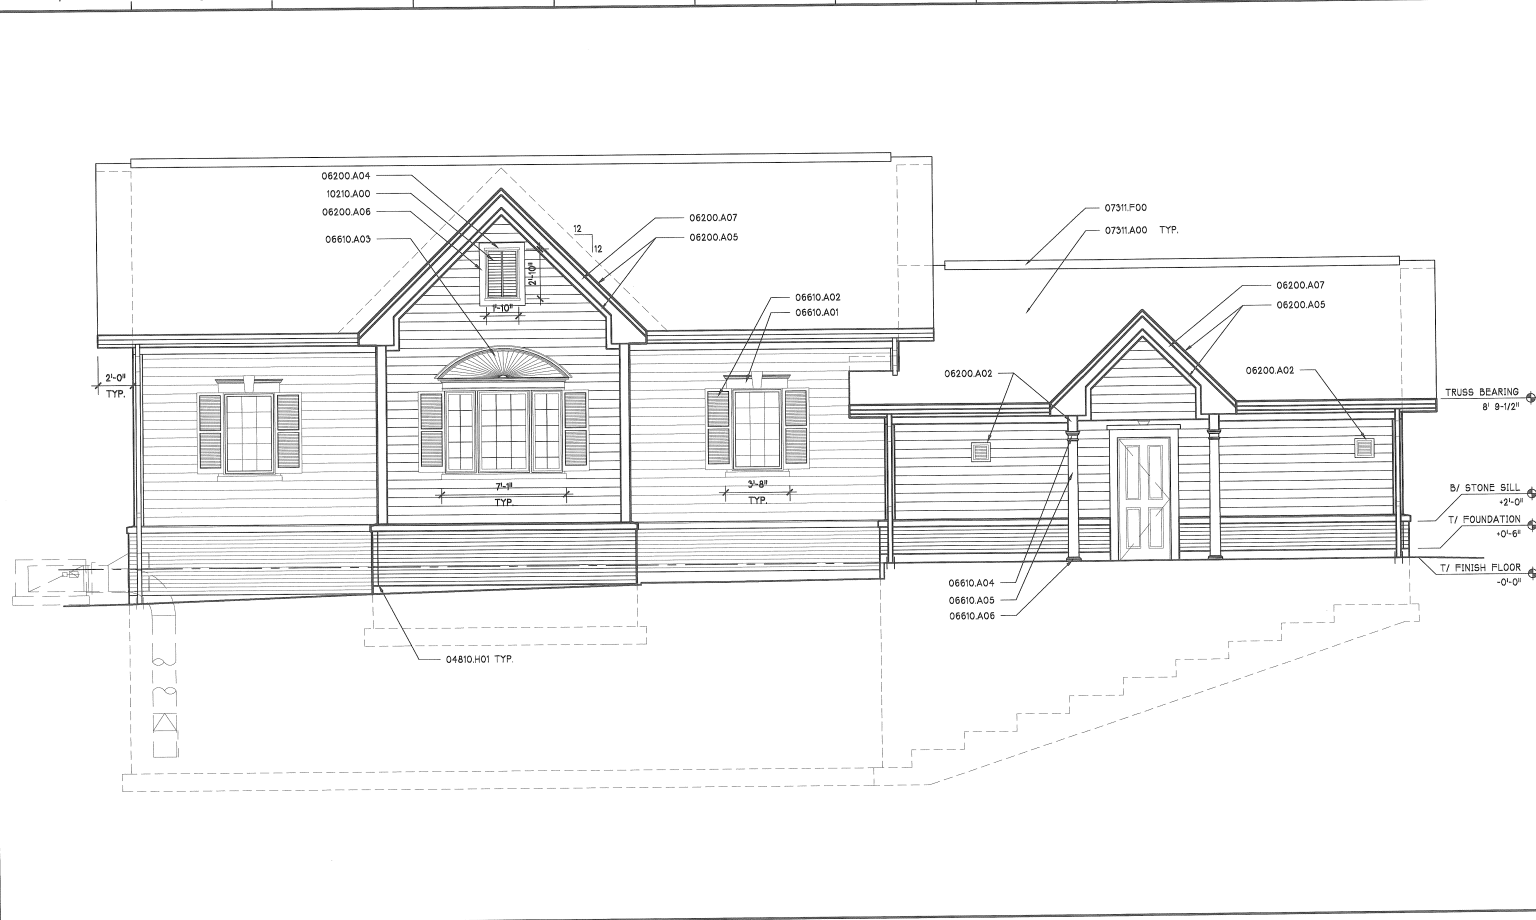 06200.A04
10210.A00
06200.A06
06610.A03
12
12
06200.A07
06200.A05
2'-10"
1'-10"
07311.F00
07311.A00 TYP.
06610.A02
06610.A01
06200.A07
06200.A05
2'-0"
TYP.
06200.A02
06200.A02
TRUSS BEARING
8' 9-1/2"
7'-1"
TYP.
3'-8"
TYP.
B/ STONE SILL
+2'-0"
T/ FOUNDATION
+0'-6"
T/ FINISH FLOOR
-0'-0"
06610.A04
06610.A05
06610.A06
04810.H01 TYP.